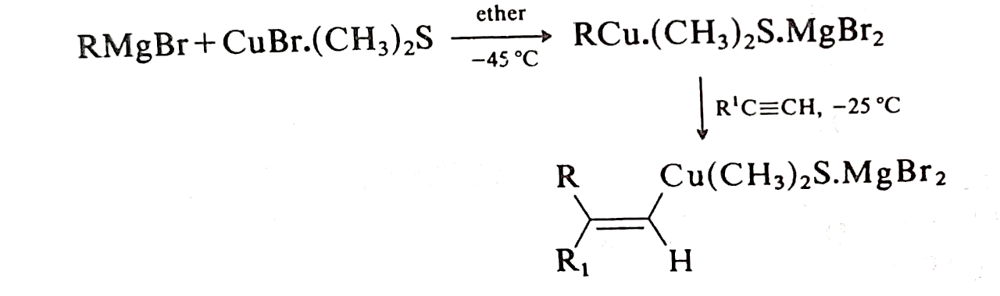 RMgBr + CuBr.(CH₃)₂S ether −45 °C RCu.(CH₃)₂S.MgBr₂
R¹C≡CH, −25 °C
R Cu(CH₃)₂S.MgBr₂
R₁ H